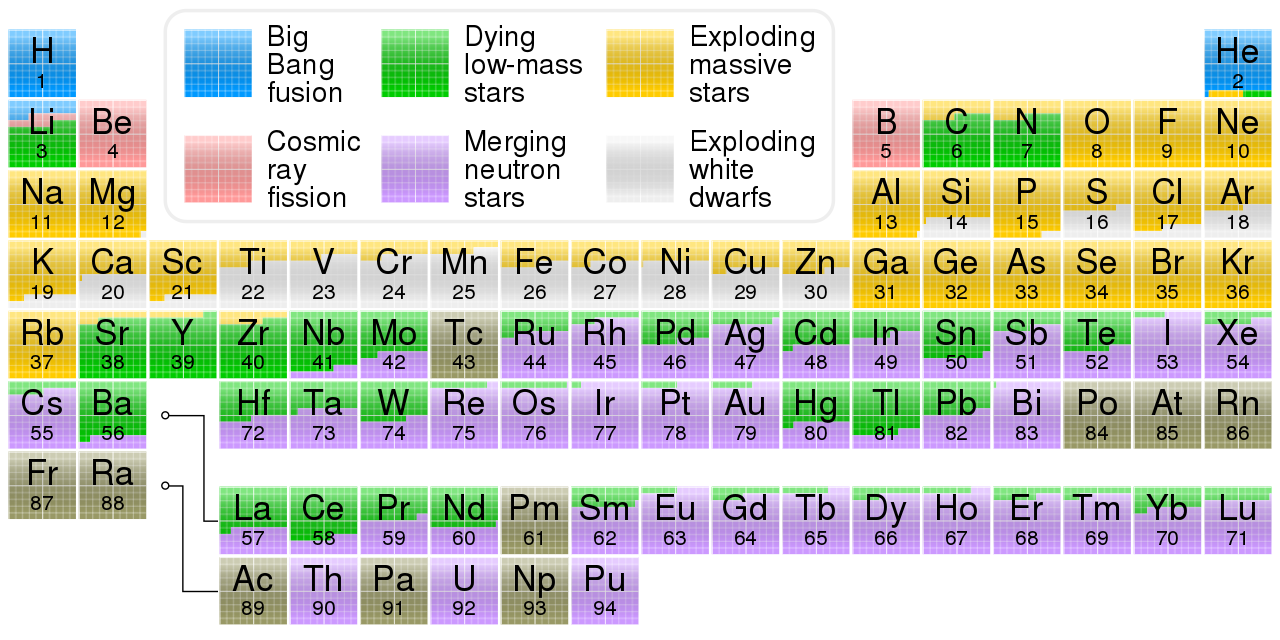 H
1
Big
Bang
fusion
Dying
low-mass
stars
Exploding
massive
stars
He
2
Cosmic
ray
fission
Merging
neutron
stars
Exploding
white
dwarfs
Li Be B C N O F Ne
3 4 5 6 7 8 9 10
Na Mg Al Si P S Cl Ar
11 12 13 14 15 16 17 18
K Ca Sc Ti V Cr Mn Fe Co Ni Cu Zn Ga Ge As Se Br Kr
19 20 21 22 23 24 25 26 27 28 29 30 31 32 33 34 35 36
Rb Sr Y Zr Nb Mo Tc Ru Rh Pd Ag Cd In Sn Sb Te I Xe
37 38 39 40 41 42 43 44 45 46 47 48 49 50 51 52 53 54
Cs Ba Hf Ta W Re Os Ir Pt Au Hg Tl Pb Bi Po At Rn
55 56 72 73 74 75 76 77 78 79 80 81 82 83 84 85 86
Fr Ra
87 88
La Ce Pr Nd Pm Sm Eu Gd Tb Dy Ho Er Tm Yb Lu
57 58 59 60 61 62 63 64 65 66 67 68 69 70 71
Ac Th Pa U Np Pu
89 90 91 92 93 94